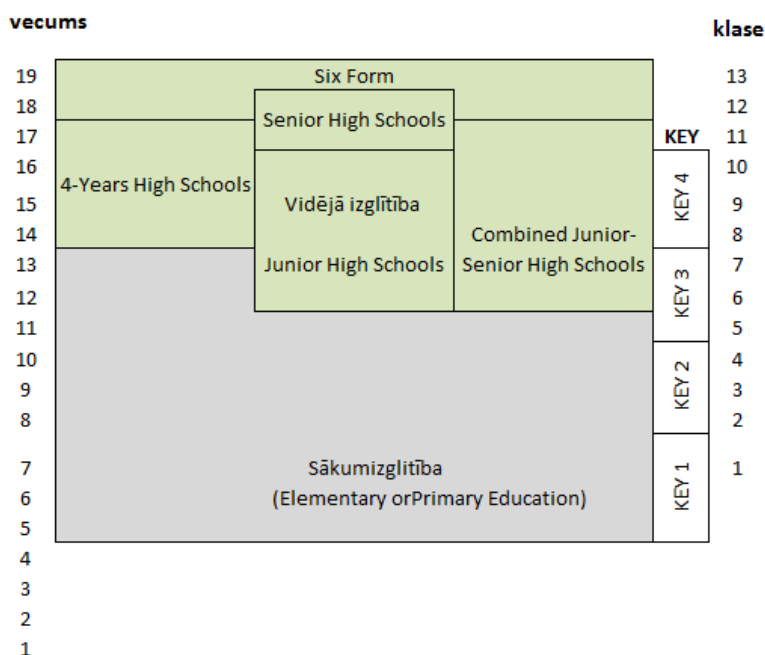 vecums
klase
19 Six Form 13
18 Senior High Schools 12
17 KEY 11
16 10
4-Years High Schools
KEY 4
15 Vidējā izglītība 9
14 Combined Junior- 8
13 Junior High Schools Senior High Schools 7
KEY 3
12 6
11 5
10 4
KEY 2
9 3
8 2
7 Sākumizglitība 1
KEY 1
6 (Elementary orPrimary Education)
5
4
3
2
1